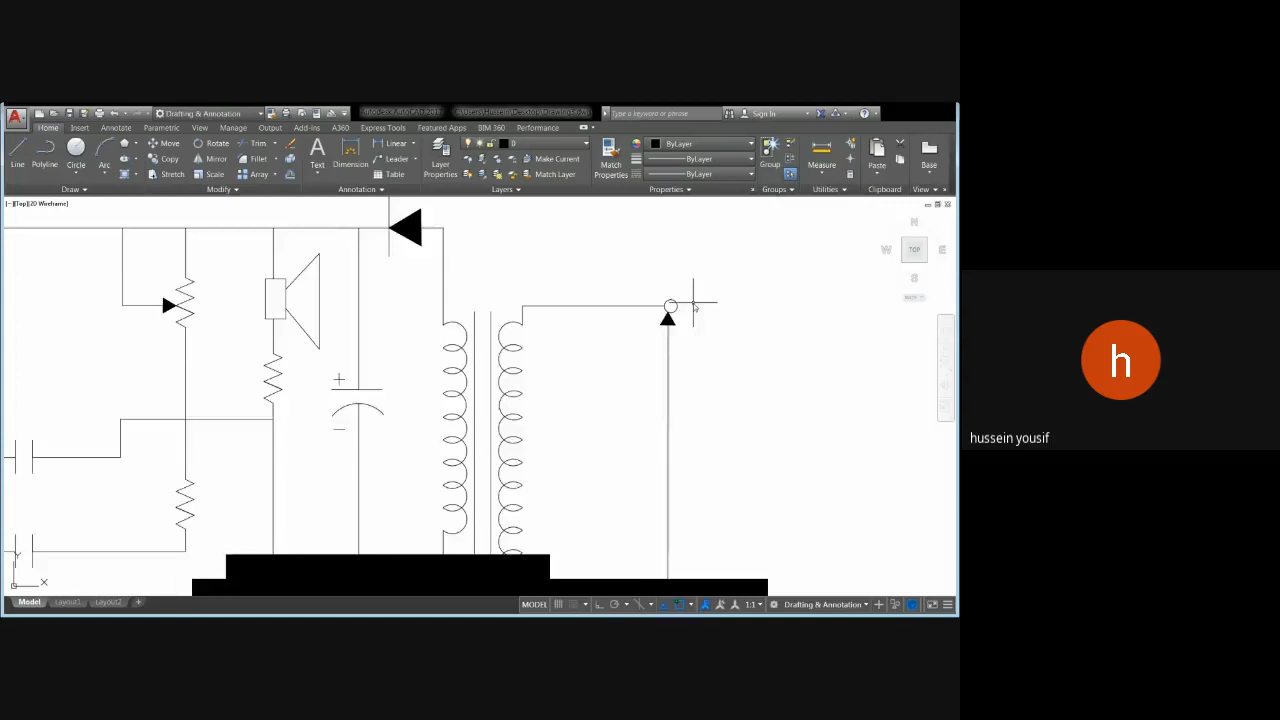 Drafting & Annotation
Type a keyword or phrase
Sign In
Home Insert Annotate Parametric View Manage Output Add-ins A360 Express Tools Featured Apps BIM 360 Performance
Line Polyline Circle Arc
Move Rotate Trim
Copy Mirror Fillet
Stretch Scale Array
Text Dimension
Linear
Leader
Table
Layer Properties
0
Make Current
Match Layer
Match Properties
ByLayer
ByLayer
ByLayer
Group Measure Paste Base
Draw Modify Annotation Layers Properties Groups Utilities Clipboard View
[-][Top][2D Wireframe]
N
W TOP E
S
+
−
Y
X
h
hussein yousif
Model Layout1 Layout2 +
MODEL 1:1 Drafting & Annotation